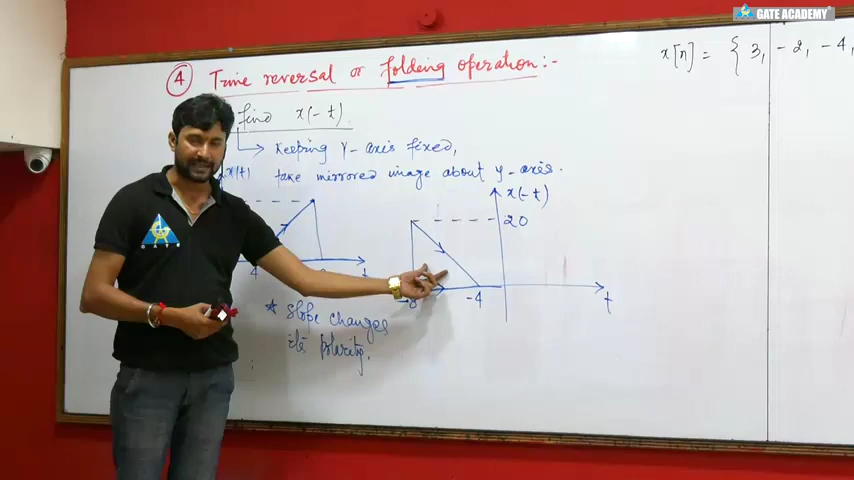 GATE ACADEMY
④ Time reversal or folding operation:-
x[n] = { 3, -2, -4,
find x(-t)
Keeping Y-axis fixed,
take mirrored image about y-axis.
x(t)
x(-t)
20
4
t
-8
-4
t
* slope changes
its polarity.
GATE